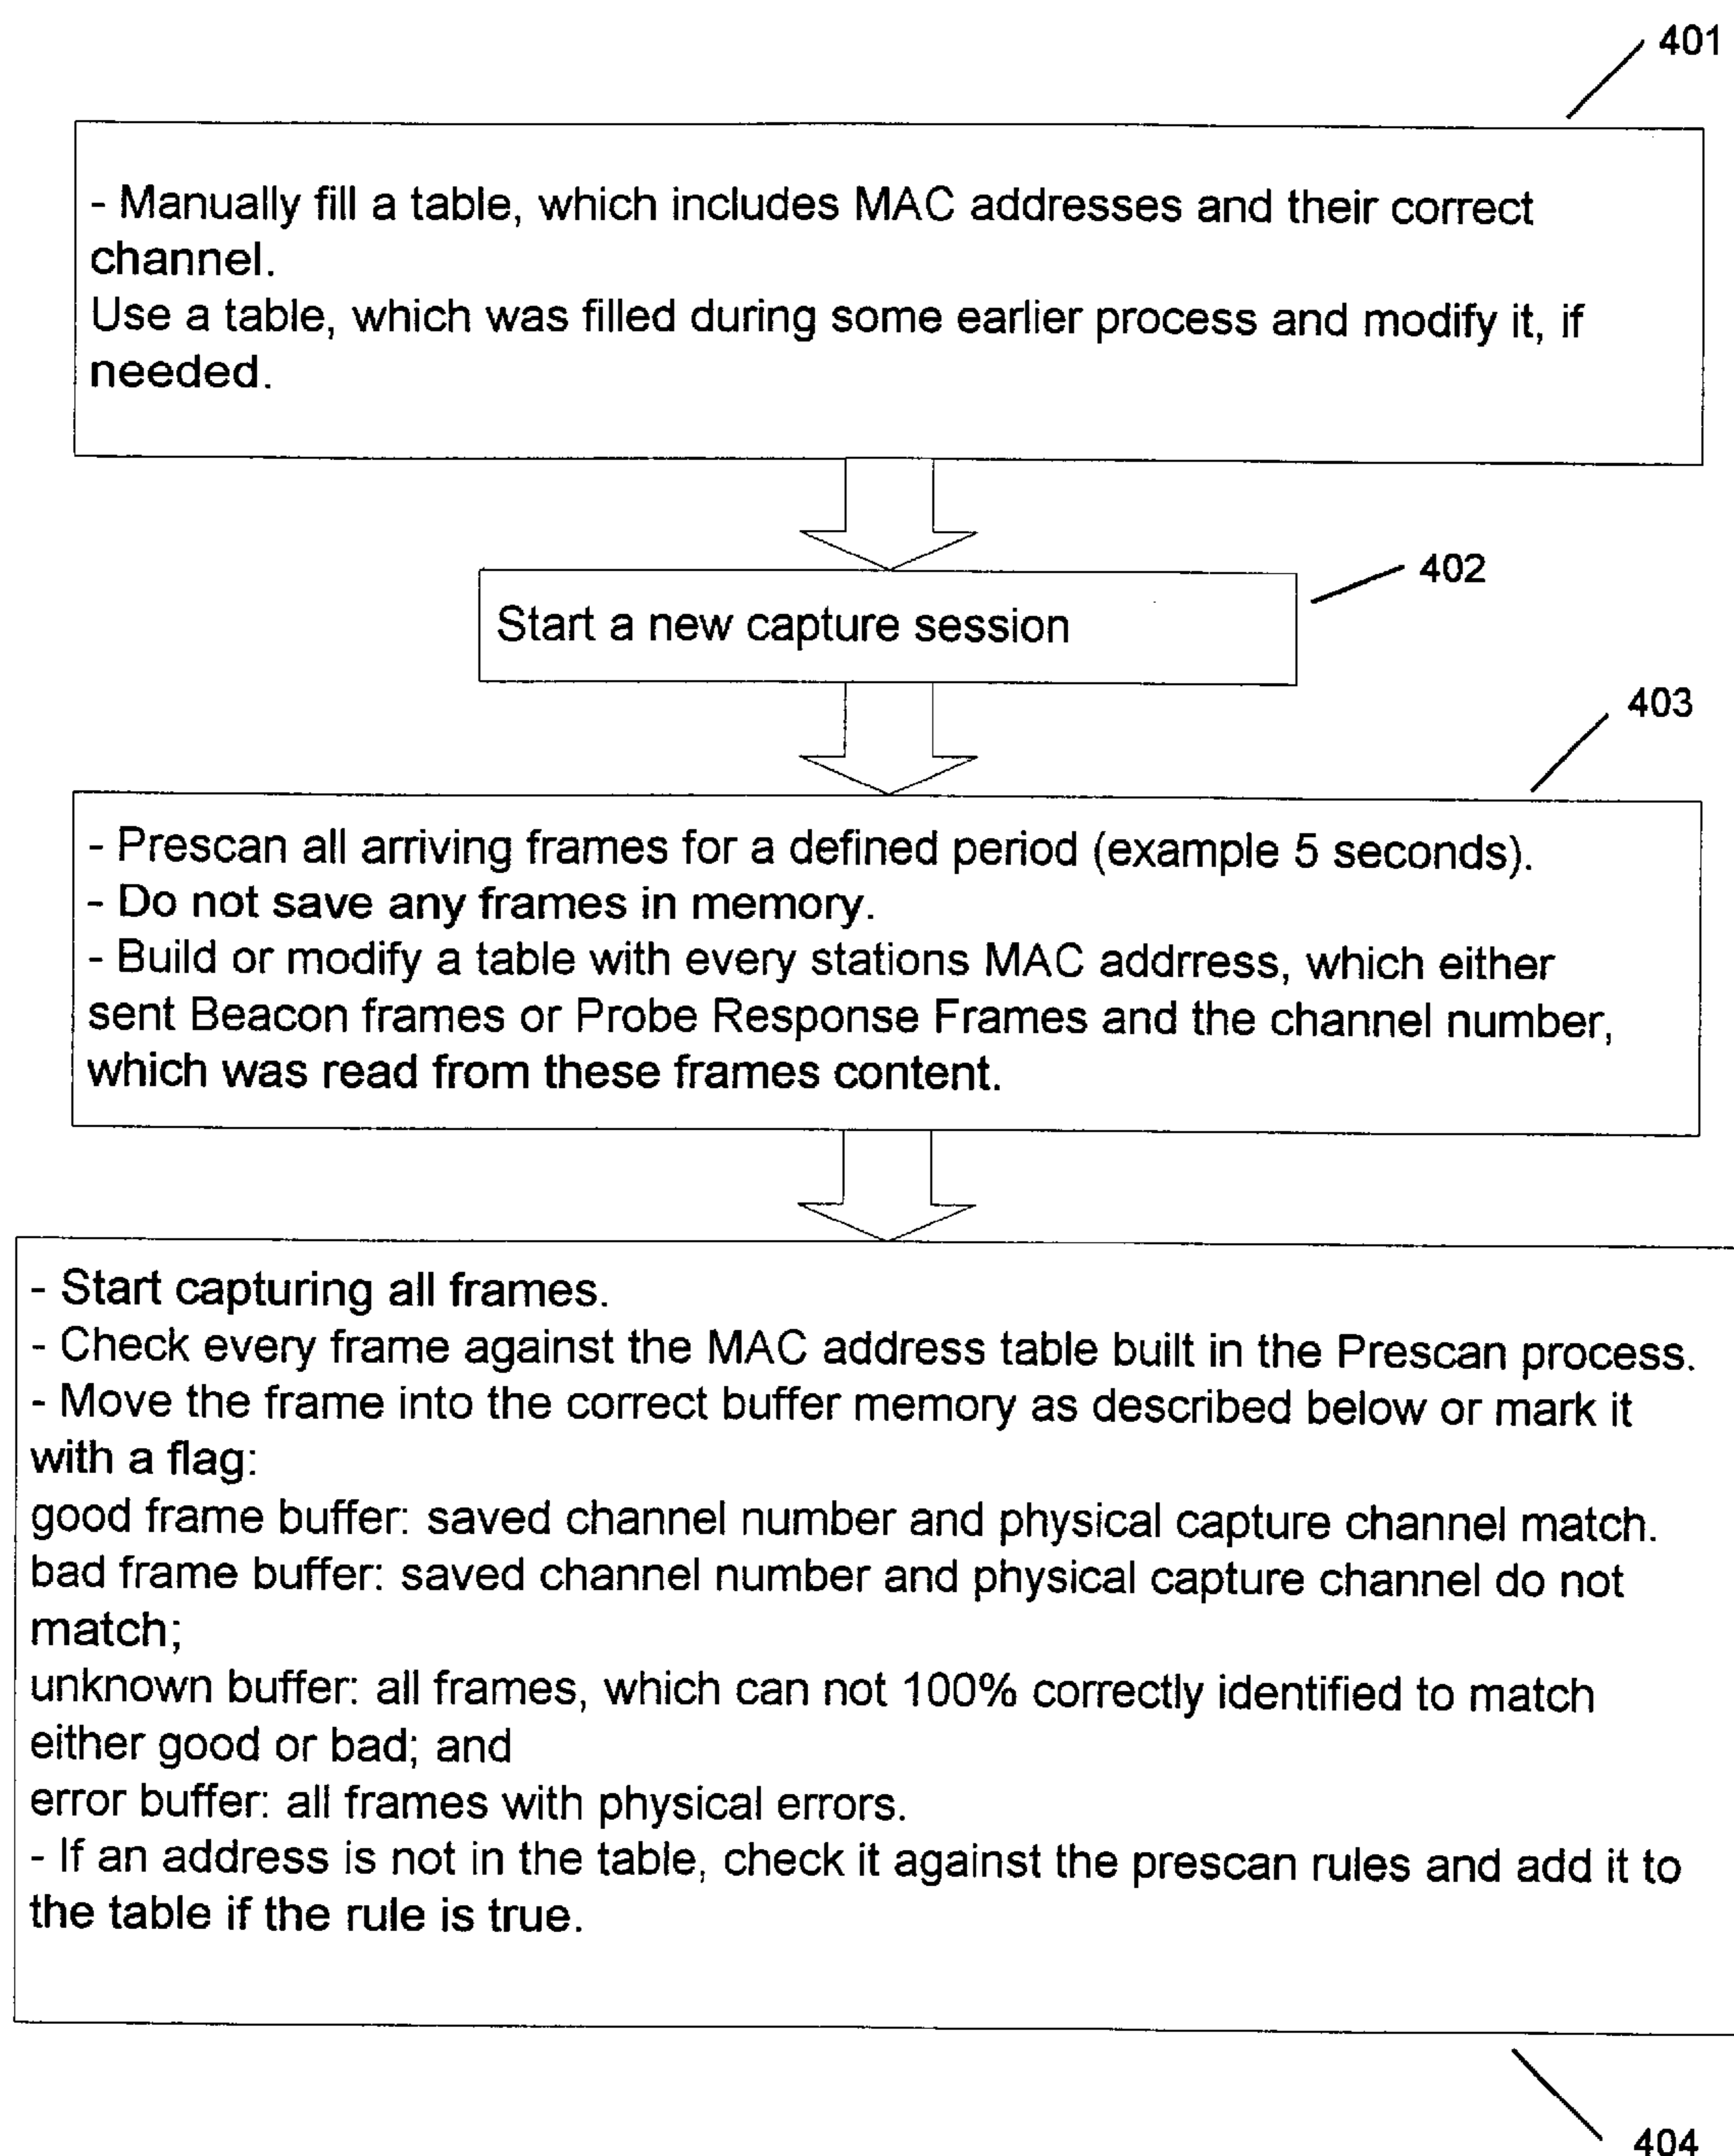 401
- Manually fill a table, which includes MAC addresses and their correct
channel.
Use a table, which was filled during some earlier process and modify it, if
needed.
402
Start a new capture session
403
- Prescan all arriving frames for a defined period (example 5 seconds).
- Do not save any frames in memory.
- Build or modify a table with every stations MAC addrress, which either
sent Beacon frames or Probe Response Frames and the channel number,
which was read from these frames content.
- Start capturing all frames.
- Check every frame against the MAC address table built in the Prescan process.
- Move the frame into the correct buffer memory as described below or mark it
with a flag:
good frame buffer: saved channel number and physical capture channel match.
bad frame buffer: saved channel number and physical capture channel do not
match;
unknown buffer: all frames, which can not 100% correctly identified to match
either good or bad; and
error buffer: all frames with physical errors.
- If an address is not in the table, check it against the prescan rules and add it to
the table if the rule is true.
404